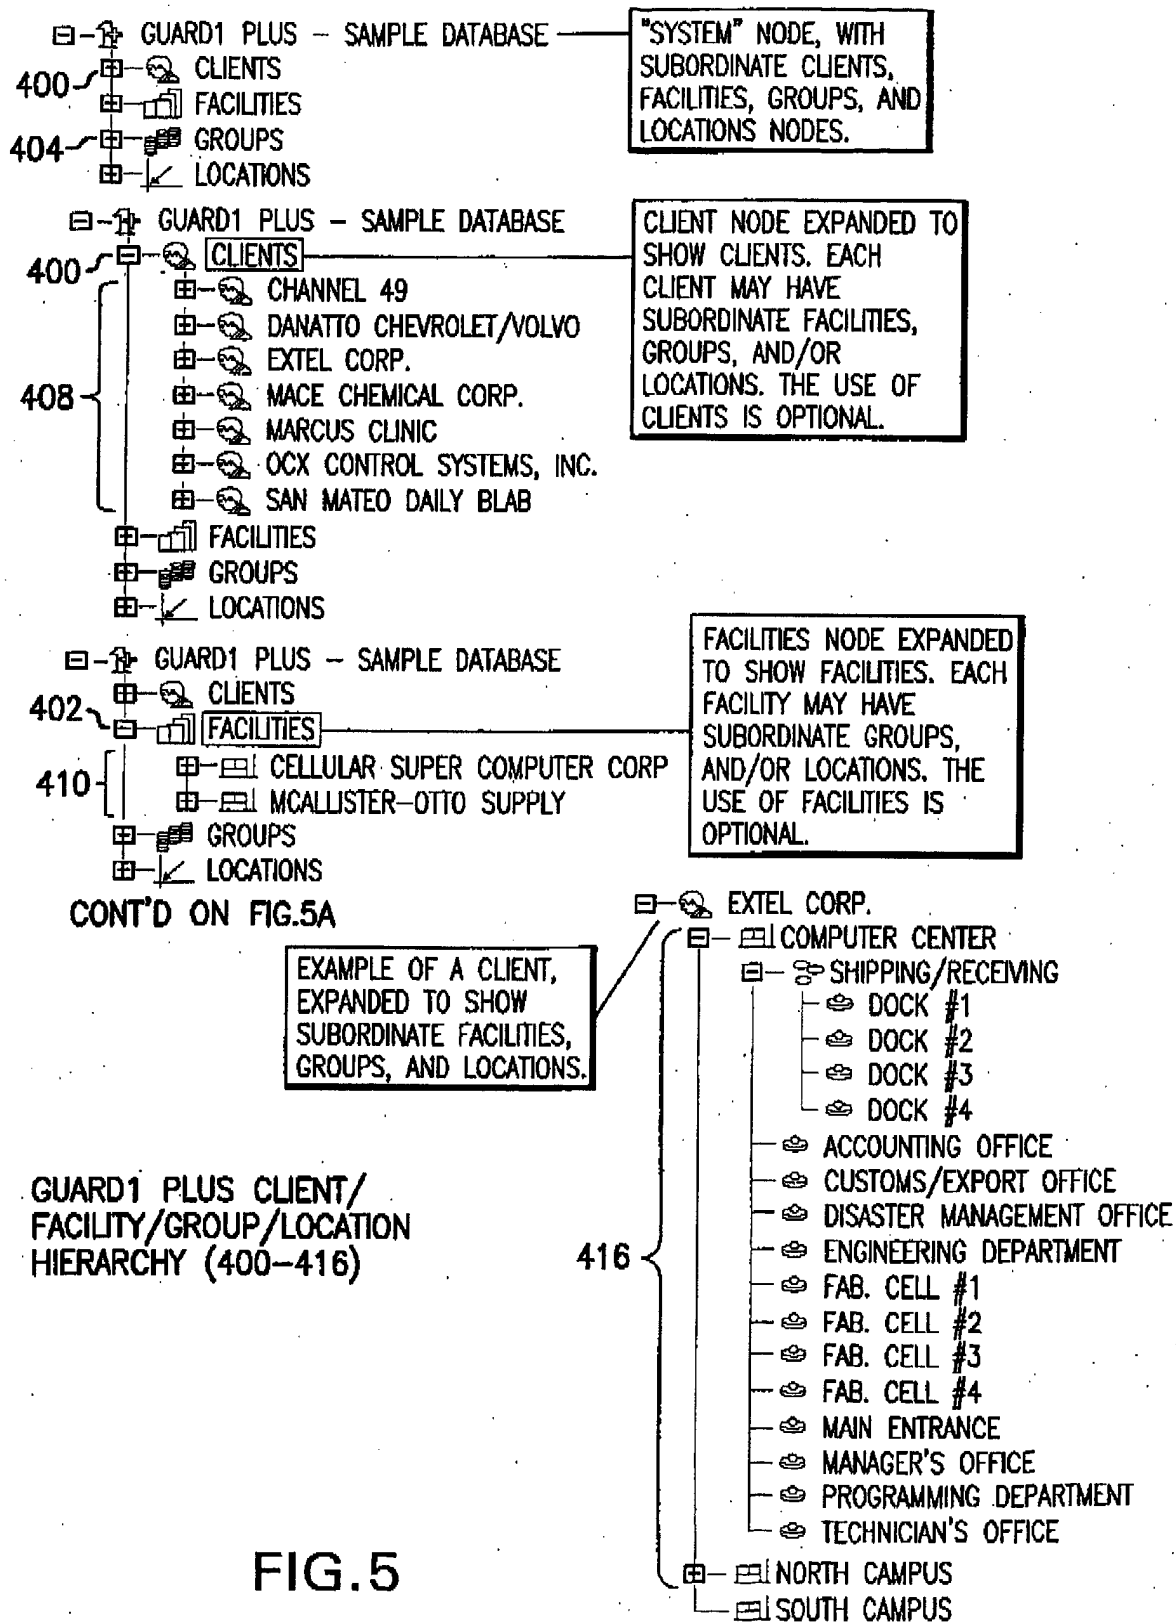 GUARD1 PLUS - SAMPLE DATABASE
400
CLIENTS
FACILITIES
404
GROUPS
LOCATIONS
"SYSTEM" NODE, WITH
SUBORDINATE CLIENTS,
FACILITIES, GROUPS, AND
LOCATIONS NODES.
GUARD1 PLUS - SAMPLE DATABASE
400
CLIENTS
408
CHANNEL 49
DANATTO CHEVROLET/VOLVO
EXTEL CORP.
MACE CHEMICAL CORP.
MARCUS CLINIC
OCX CONTROL SYSTEMS, INC.
SAN MATEO DAILY BLAB
FACILITIES
GROUPS
LOCATIONS
CLIENT NODE EXPANDED TO
SHOW CLIENTS. EACH
CLIENT MAY HAVE
SUBORDINATE FACILITIES,
GROUPS, AND/OR
LOCATIONS. THE USE OF
CLIENTS IS OPTIONAL.
GUARD1 PLUS - SAMPLE DATABASE
CLIENTS
402
FACILITIES
410
CELLULAR SUPER COMPUTER CORP
MCALLISTER-OTTO SUPPLY
GROUPS
LOCATIONS
FACILITIES NODE EXPANDED
TO SHOW FACILITIES. EACH
FACILITY MAY HAVE
SUBORDINATE GROUPS,
AND/OR LOCATIONS. THE
USE OF FACILITIES IS
OPTIONAL.
CONT'D ON FIG.5A
EXAMPLE OF A CLIENT,
EXPANDED TO SHOW
SUBORDINATE FACILITIES,
GROUPS, AND LOCATIONS.
EXTEL CORP.
COMPUTER CENTER
SHIPPING/RECEIVING
DOCK #1
DOCK #2
DOCK #3
DOCK #4
ACCOUNTING OFFICE
CUSTOMS/EXPORT OFFICE
DISASTER MANAGEMENT OFFICE
ENGINEERING DEPARTMENT
416
FAB. CELL #1
FAB. CELL #2
FAB. CELL #3
FAB. CELL #4
MAIN ENTRANCE
MANAGER'S OFFICE
PROGRAMMING DEPARTMENT
TECHNICIAN'S OFFICE
NORTH CAMPUS
SOUTH CAMPUS
GUARD1 PLUS CLIENT/
FACILITY/GROUP/LOCATION
HIERARCHY (400-416)
FIG.5